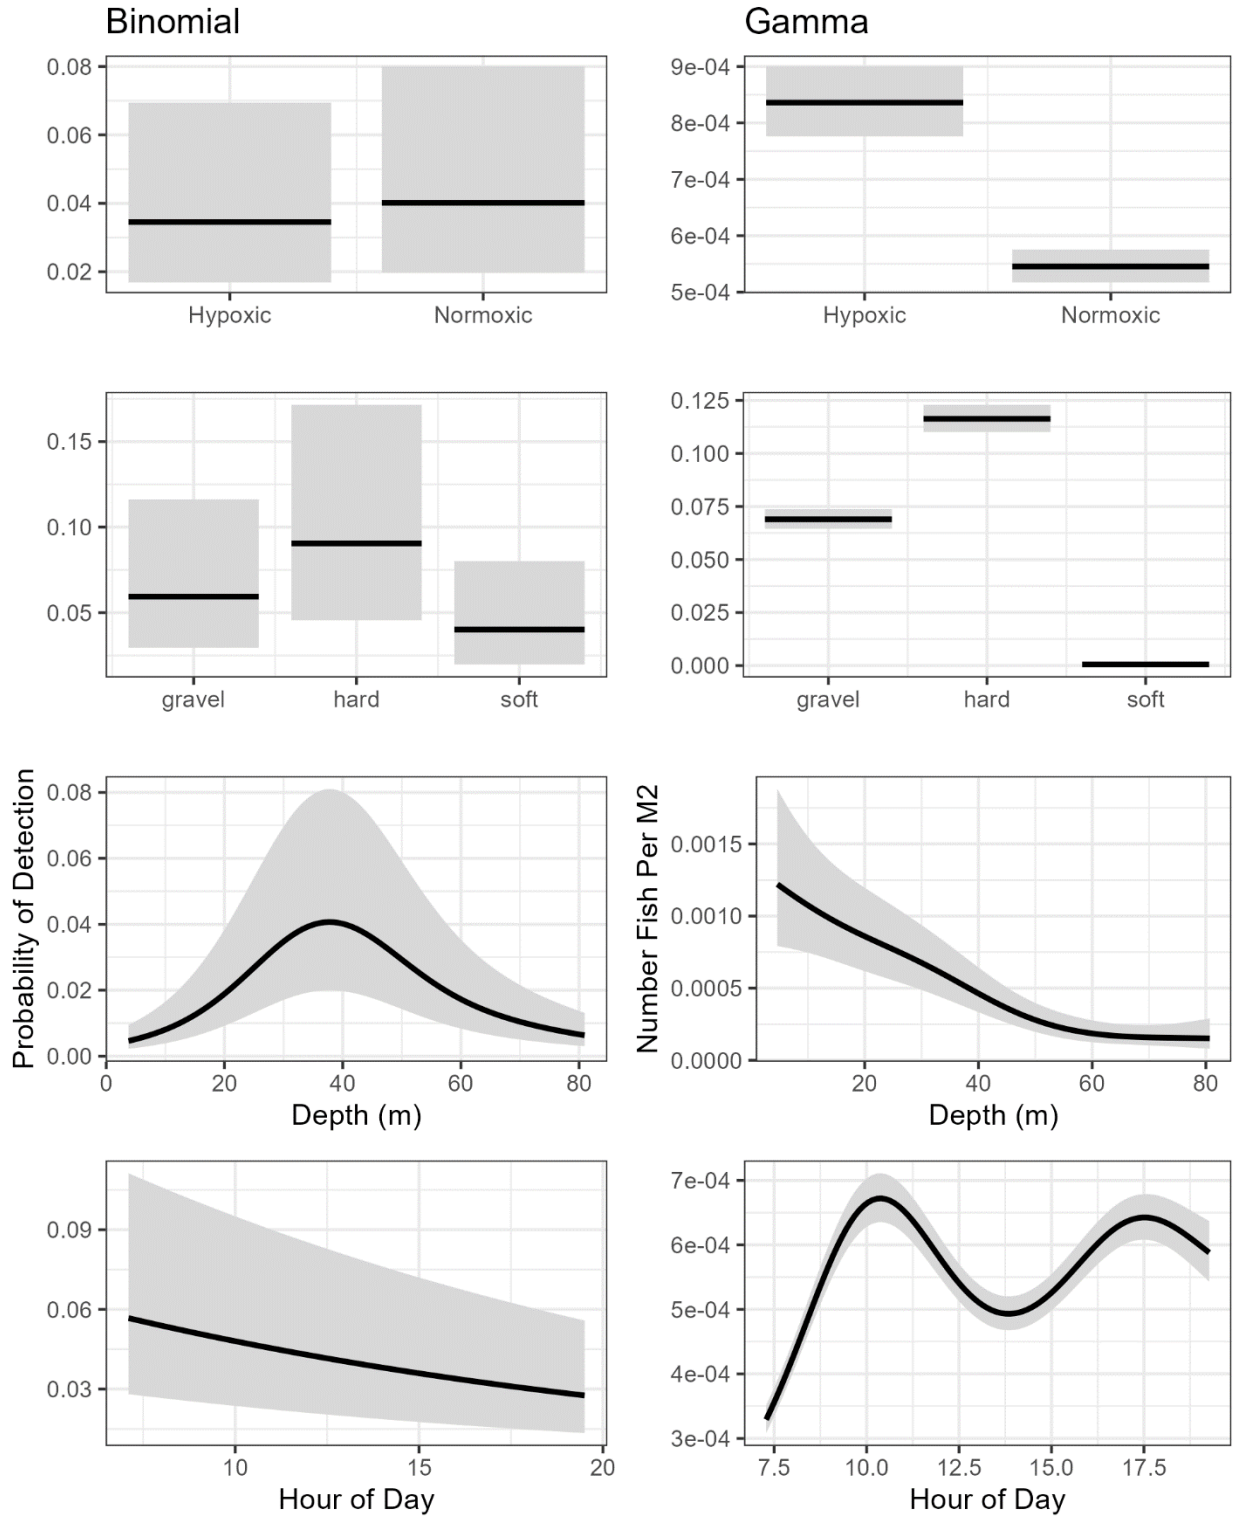 Binomial
0.08
0.06
0.04
0.02
Hypoxic Normoxic
Gamma
9e-04
8e-04
7e-04
6e-04
5e-04
Hypoxic Normoxic
0.15
0.10
0.05
gravel hard soft
0.125
0.100
0.075
0.050
0.025
0.000
gravel hard soft
Probability of Detection
0.08
0.06
0.04
0.02
0.00
0 20 40 60 80
Depth (m)
Number Fish Per M2
0.0015
0.0010
0.0005
0.0000
20 40 60 80
Depth (m)
0.09
0.06
0.03
10 15 20
Hour of Day
7e-04
6e-04
5e-04
4e-04
3e-04
7.5 10.0 12.5 15.0 17.5
Hour of Day